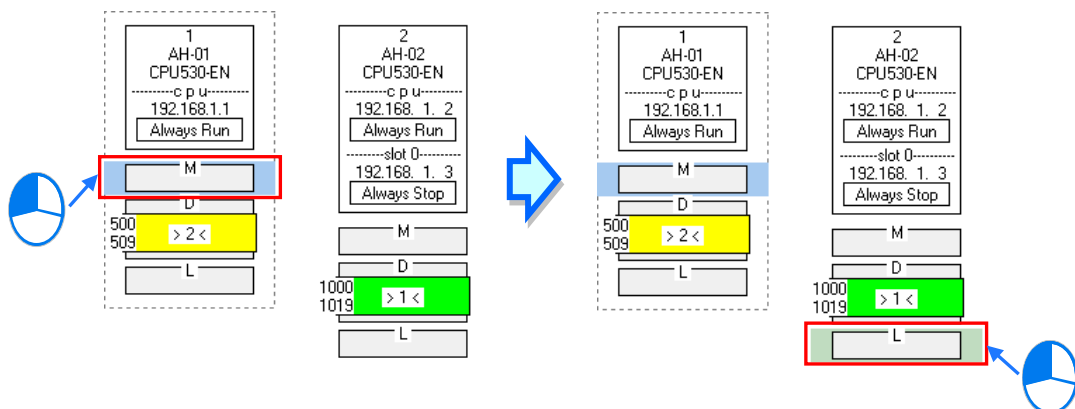 1
AH-01
CPU530-EN
--------c p u--------
192.168.1.1
Always Run
M
D
500
509
> 2 <
L
2
AH-02
CPU530-EN
--------c p u--------
192.168. 1. 2
Always Run
--------slot 0--------
192.168. 1. 3
Always Stop
M
D
1000
1019
> 1 <
L
1
AH-01
CPU530-EN
--------c p u--------
192.168.1.1
Always Run
M
D
500
509
> 2 <
L
2
AH-02
CPU530-EN
--------c p u--------
192.168. 1. 2
Always Run
--------slot 0--------
192.168. 1. 3
Always Stop
M
D
1000
1019
> 1 <
L